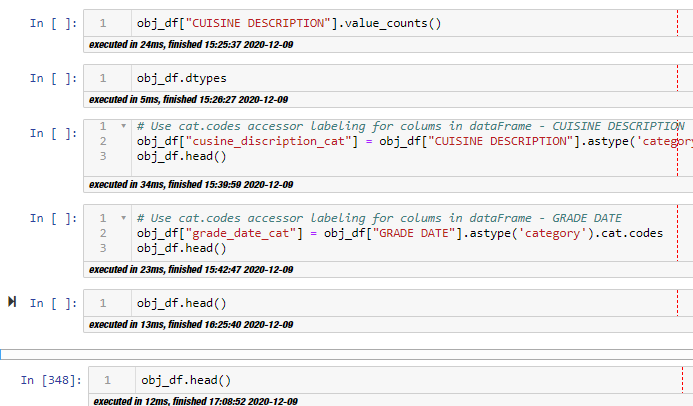 In [ ]: 1 obj_df["CUISINE DESCRIPTION"].value_counts()
executed in 24ms, finished 15:25:37 2020-12-09
In [ ]: 1 obj_df.dtypes
executed in 5ms, finished 15:26:27 2020-12-09
In [ ]: 1 # Use cat.codes accessor labeling for colums in dataFrame - CUISINE DESCRIPTION
2 obj_df["cusine_discription_cat"] = obj_df["CUISINE DESCRIPTION"].astype('category
3 obj_df.head()
executed in 34ms, finished 15:39:59 2020-12-09
In [ ]: 1 # Use cat.codes accessor labeling for colums in dataFrame - GRADE DATE
2 obj_df["grade_date_cat"] = obj_df["GRADE DATE"].astype('category').cat.codes
3 obj_df.head()
executed in 23ms, finished 15:42:47 2020-12-09
In [ ]: 1 obj_df.head()
executed in 13ms, finished 16:25:40 2020-12-09
In [348]: 1 obj_df.head()
executed in 12ms, finished 17:08:52 2020-12-09